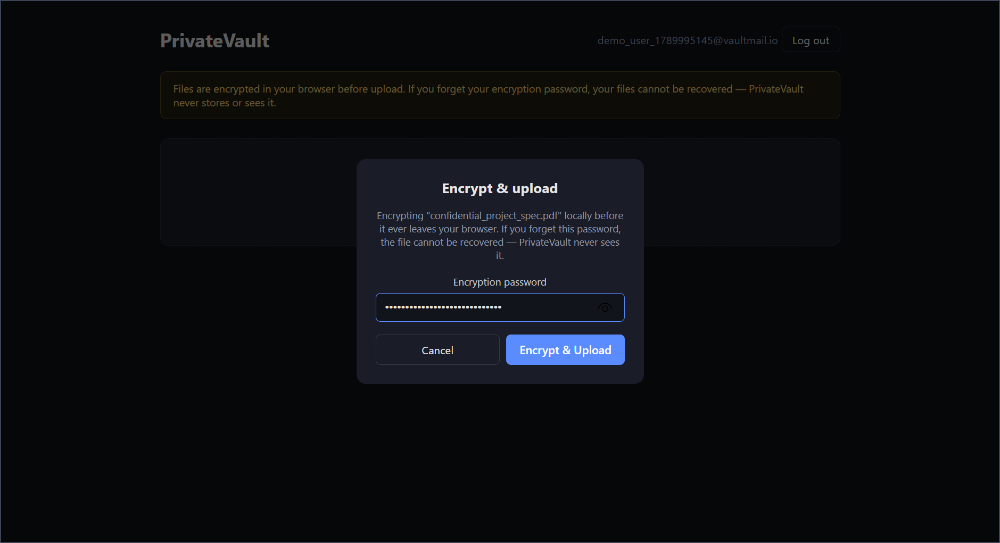 PrivateVault
demo_user_1789995145@vaultmail.io
Log out
Files are encrypted in your browser before upload. If you forget your encryption password, your files cannot be recovered — PrivateVault
never stores or sees it.
Encrypt & upload
Encrypting "confidential_project_spec.pdf" locally before
it ever leaves your browser. If you forget this password,
the file cannot be recovered — PrivateVault never sees
it.
Encryption password
•••••••••••••••••••••••••••••
Cancel
Encrypt & Upload